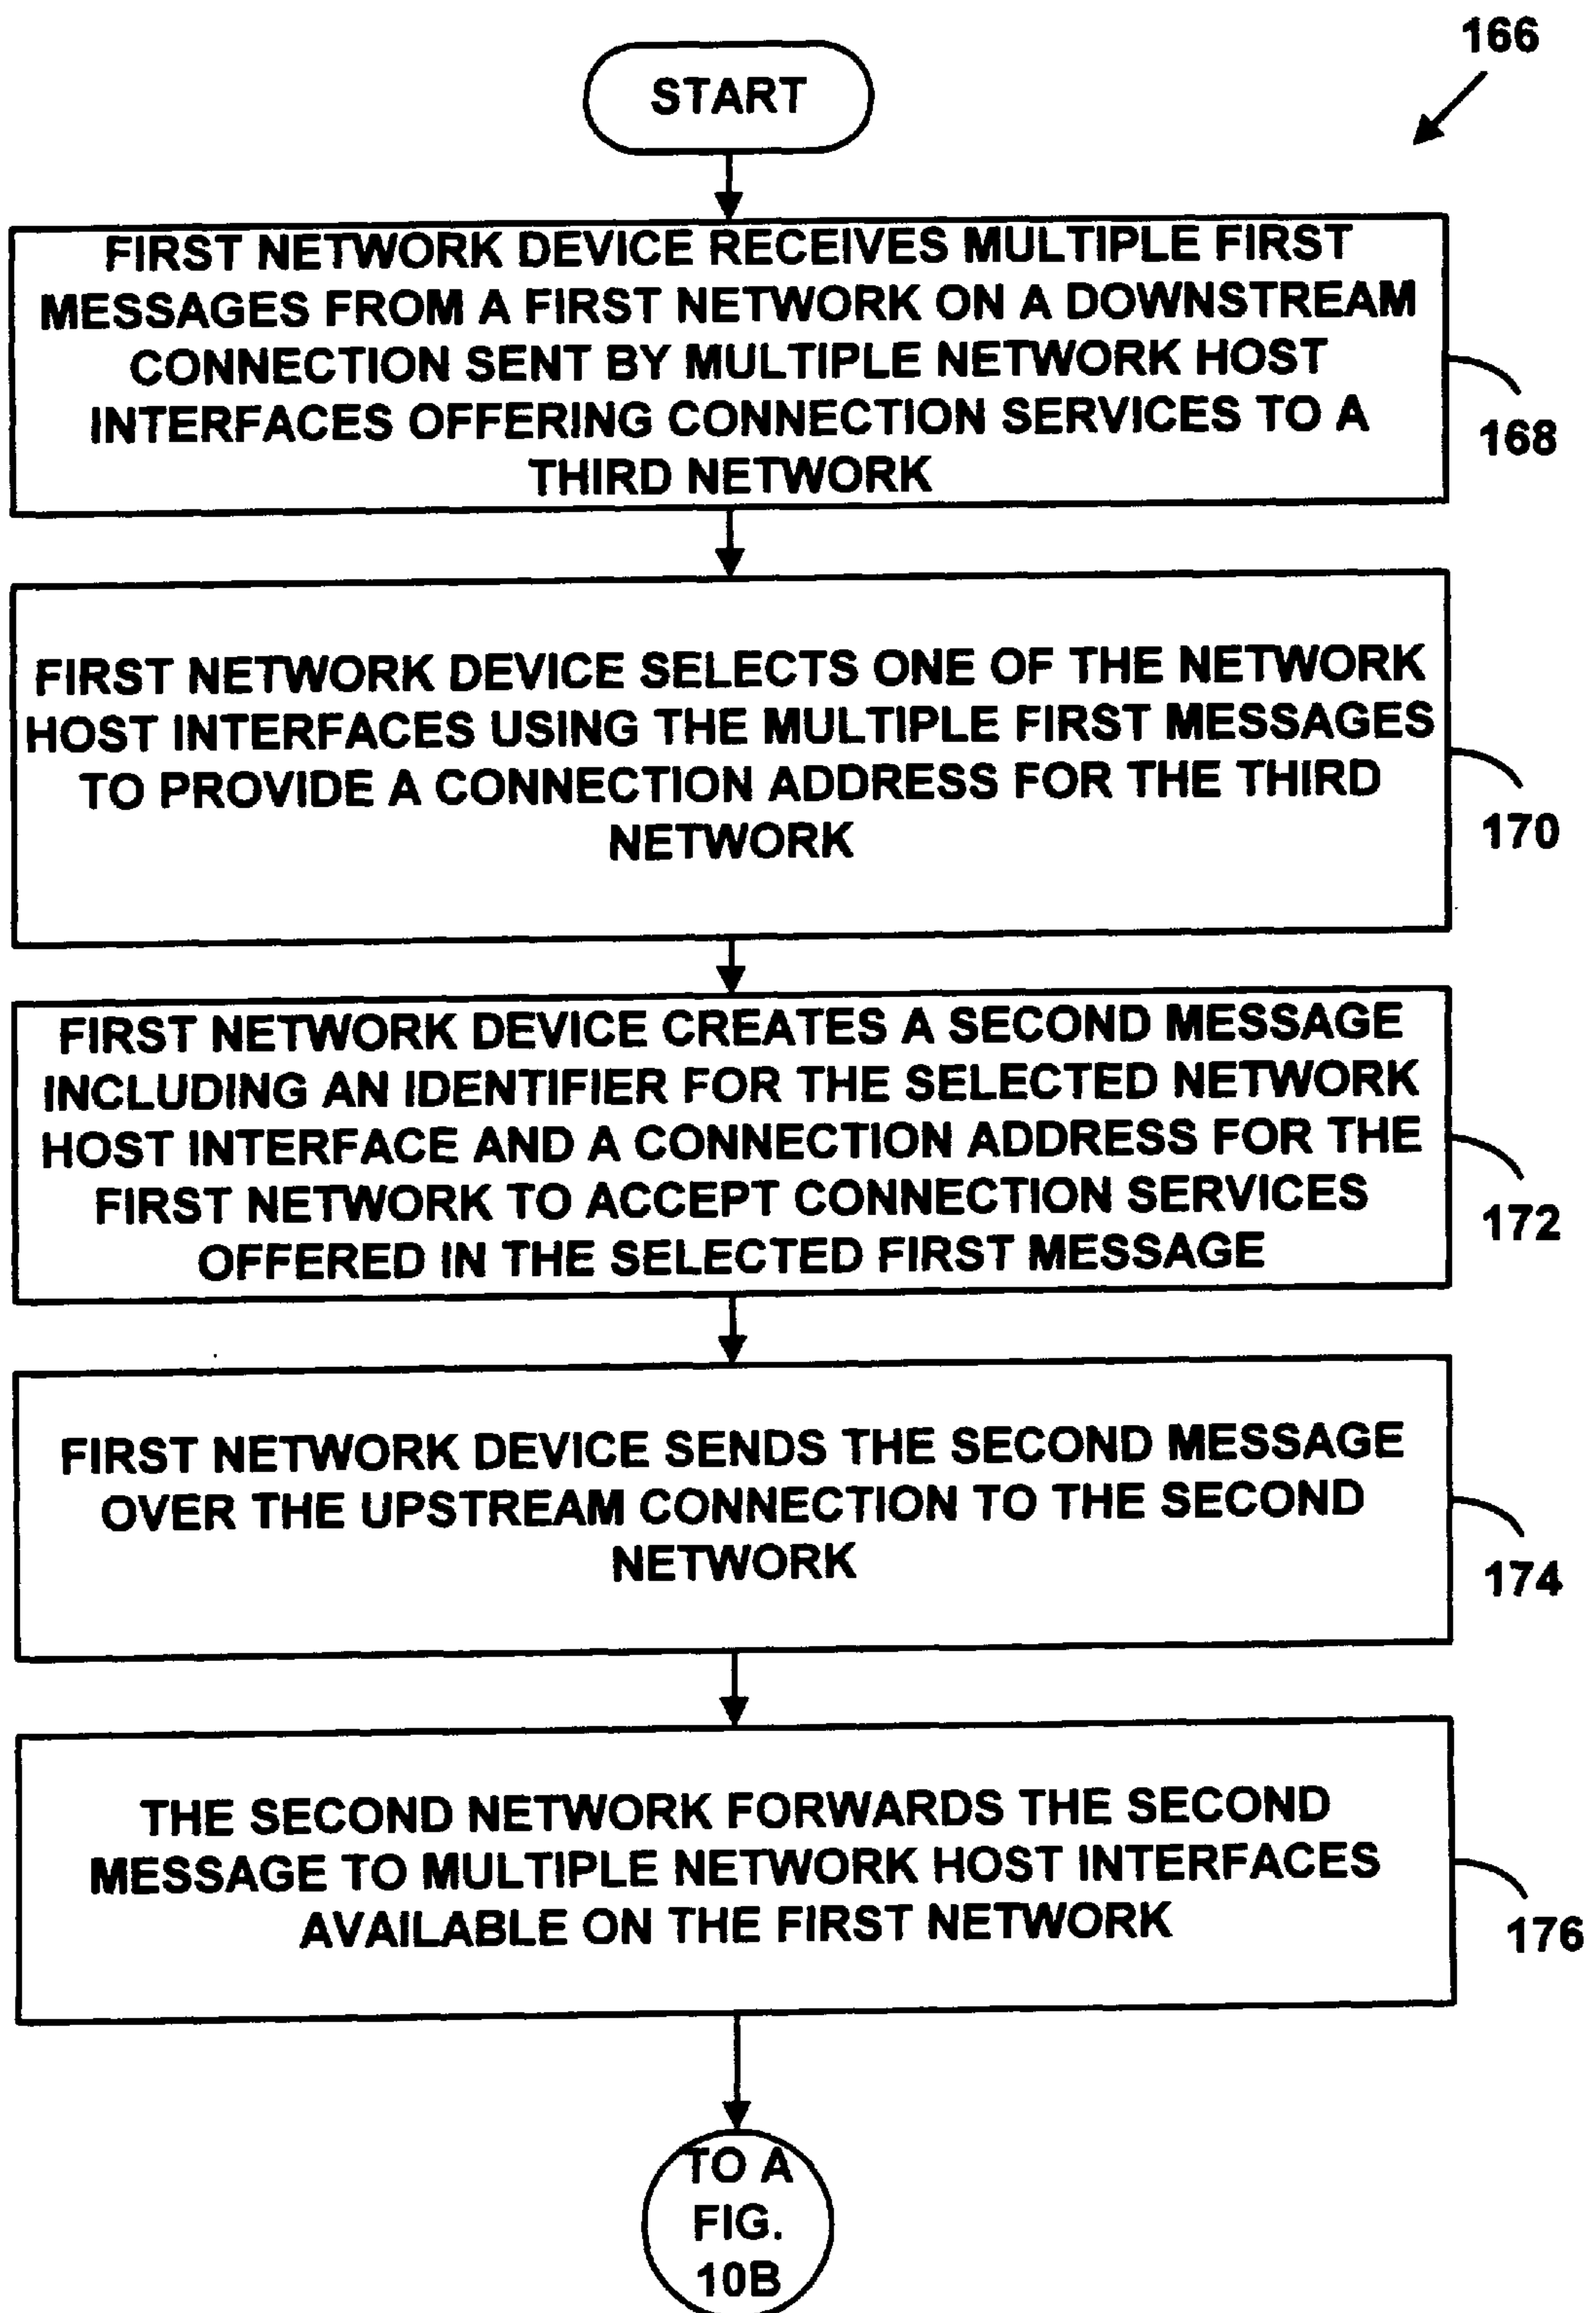 166
START
FIRST NETWORK DEVICE RECEIVES MULTIPLE FIRST
MESSAGES FROM A FIRST NETWORK ON A DOWNSTREAM
CONNECTION SENT BY MULTIPLE NETWORK HOST
INTERFACES OFFERING CONNECTION SERVICES TO A
THIRD NETWORK
168
FIRST NETWORK DEVICE SELECTS ONE OF THE NETWORK
HOST INTERFACES USING THE MULTIPLE FIRST MESSAGES
TO PROVIDE A CONNECTION ADDRESS FOR THE THIRD
NETWORK
170
FIRST NETWORK DEVICE CREATES A SECOND MESSAGE
INCLUDING AN IDENTIFIER FOR THE SELECTED NETWORK
HOST INTERFACE AND A CONNECTION ADDRESS FOR THE
FIRST NETWORK TO ACCEPT CONNECTION SERVICES
OFFERED IN THE SELECTED FIRST MESSAGE
172
FIRST NETWORK DEVICE SENDS THE SECOND MESSAGE
OVER THE UPSTREAM CONNECTION TO THE SECOND
NETWORK
174
THE SECOND NETWORK FORWARDS THE SECOND
MESSAGE TO MULTIPLE NETWORK HOST INTERFACES
AVAILABLE ON THE FIRST NETWORK
176
TO A
FIG.
10B